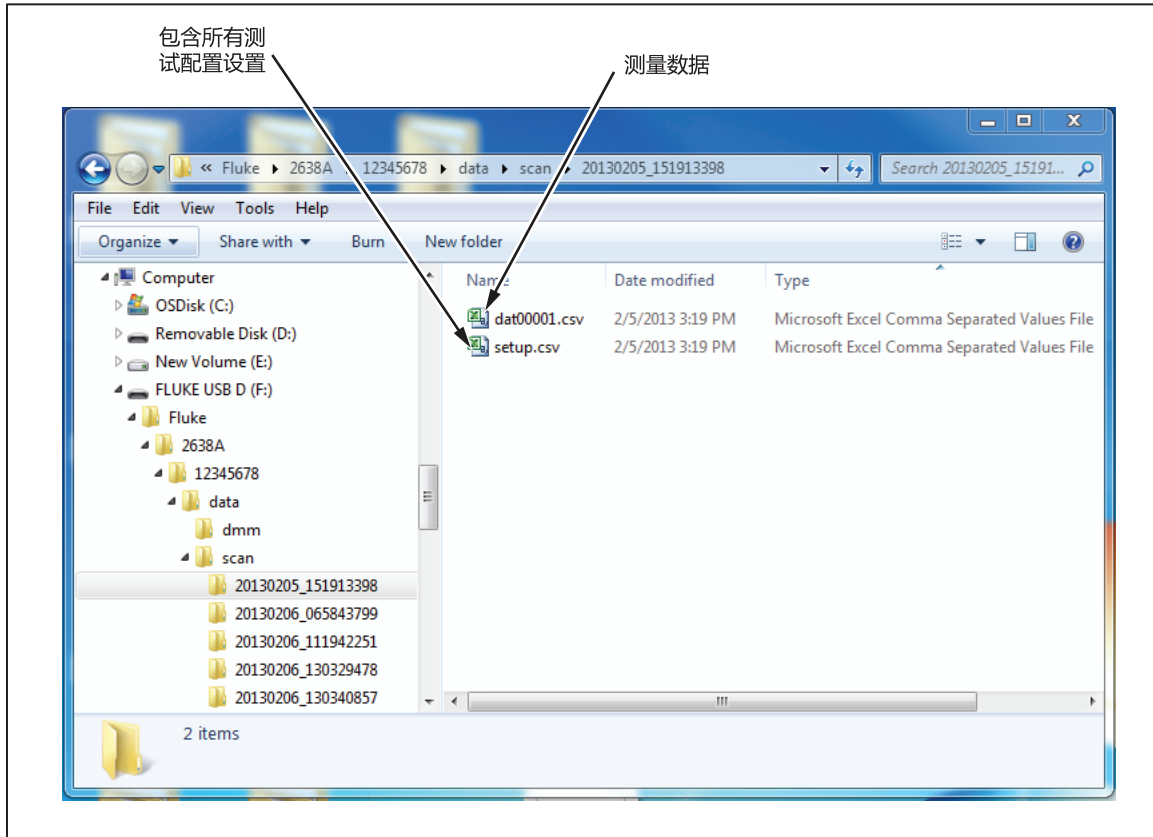 包含所有测
试配置设置
测量数据
« Fluke 2638A 12345678 data scan 20130205_151913398
Search 20130205_15191...
File Edit View Tools Help
Organize Share with Burn New folder
Computer
OSDisk (C:)
Removable Disk (D:)
New Volume (E:)
FLUKE USB D (F:)
Fluke
2638A
12345678
data
dmm
scan
20130205_151913398
20130206_065843799
20130206_111942251
20130206_130329478
20130206_130340857
Name Date modified Type
dat00001.csv 2/5/2013 3:19 PM Microsoft Excel Comma Separated Values File
setup.csv 2/5/2013 3:19 PM Microsoft Excel Comma Separated Values File
2 items